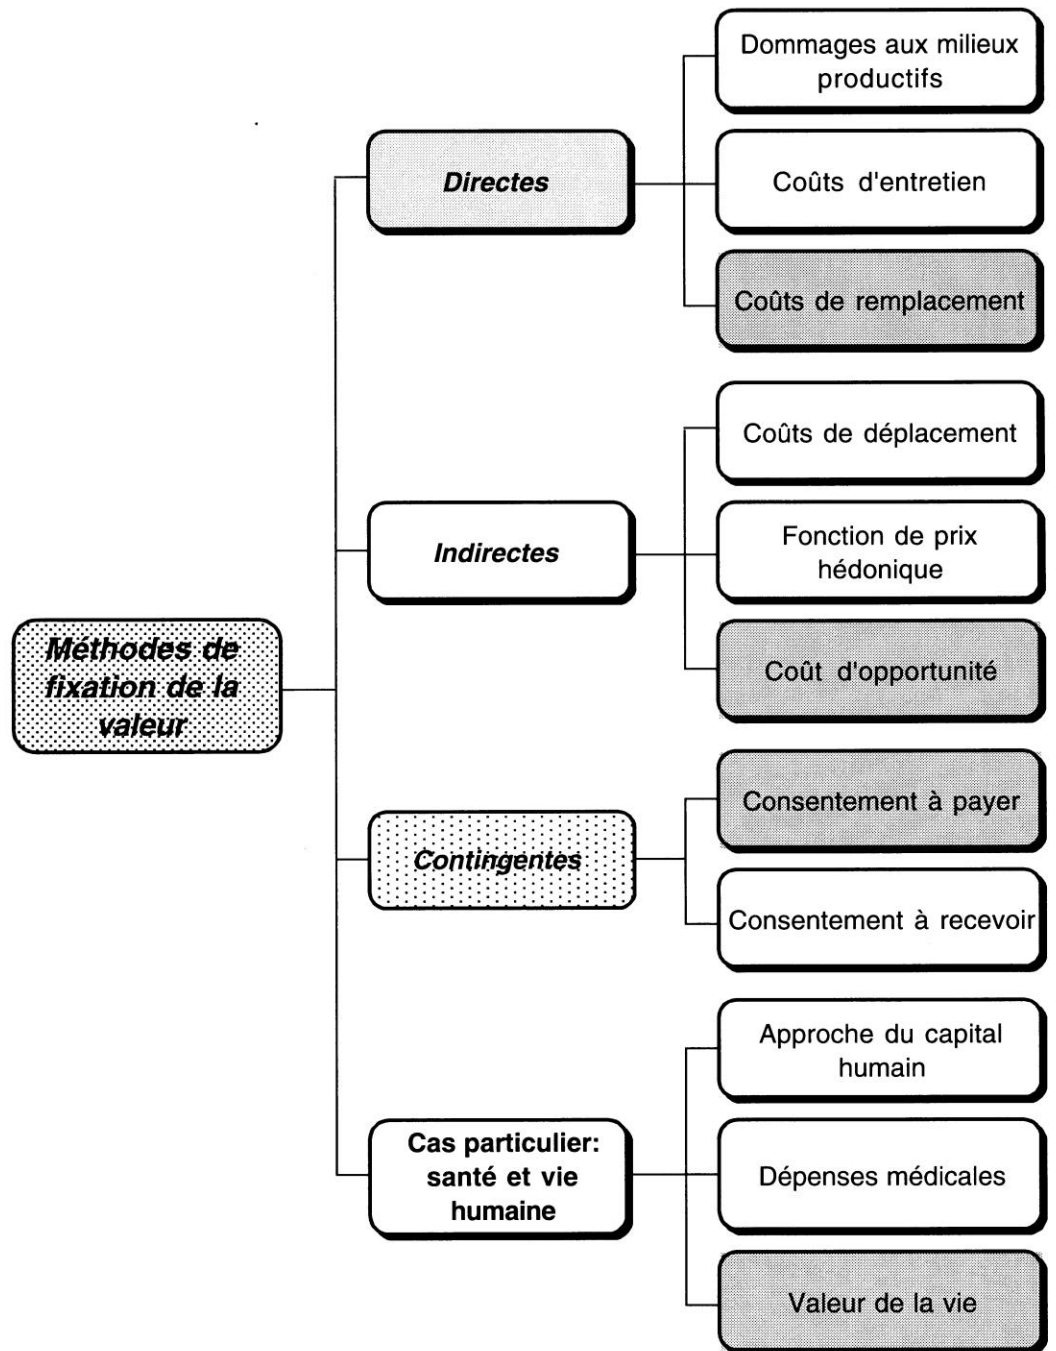 Dommages aux milieux
productifs
Directes
Coûts d'entretien
Coûts de remplacement
Coûts de déplacement
Indirectes
Fonction de prix
hédonique
Coût d'opportunité
Méthodes de
fixation de la
valeur
Consentement à payer
Contingentes
Consentement à recevoir
Approche du capital
humain
Cas particulier:
santé et vie
humaine
Dépenses médicales
Valeur de la vie